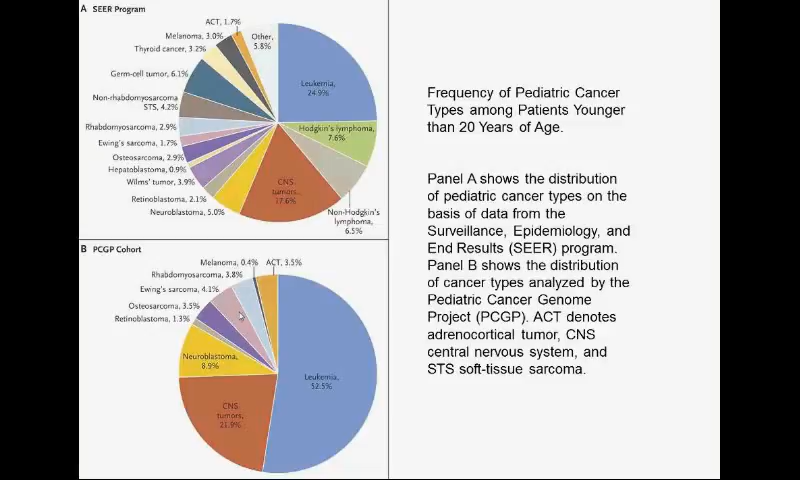 A SEER Program
ACT, 1.7%
Melanoma, 3.0%
Other,
5.8%
Thyroid cancer, 3.2%
Germ-cell tumor, 6.1%
Leukemia,
24.9%
Non-rhabdomyosarcoma
STS, 4.2%
Rhabdomyosarcoma, 2.9%
Hodgkin's lymphoma,
7.6%
Ewing's sarcoma, 1.7%
Osteosarcoma, 2.9%
Hepatoblastoma, 0.9%
Wilms' tumor, 3.9%
CNS
tumors,
17.6%
Retinoblastoma, 2.1%
Neuroblastoma, 5.0%
Non-Hodgkin's
lymphoma,
6.5%
B PCGP Cohort
Melanoma, 0.4%
ACT, 3.5%
Rhabdomyosarcoma, 3.8%
Ewing's sarcoma, 4.1%
Osteosarcoma, 3.5%
Retinoblastoma, 1.3%
Neuroblastoma,
8.9%
Leukemia,
52.5%
CNS
tumors,
21.9%
Frequency of Pediatric Cancer
Types among Patients Younger
than 20 Years of Age.
Panel A shows the distribution
of pediatric cancer types on the
basis of data from the
Surveillance, Epidemiology, and
End Results (SEER) program.
Panel B shows the distribution
of cancer types analyzed by the
Pediatric Cancer Genome
Project (PCGP). ACT denotes
adrenocortical tumor, CNS
central nervous system, and
STS soft-tissue sarcoma.